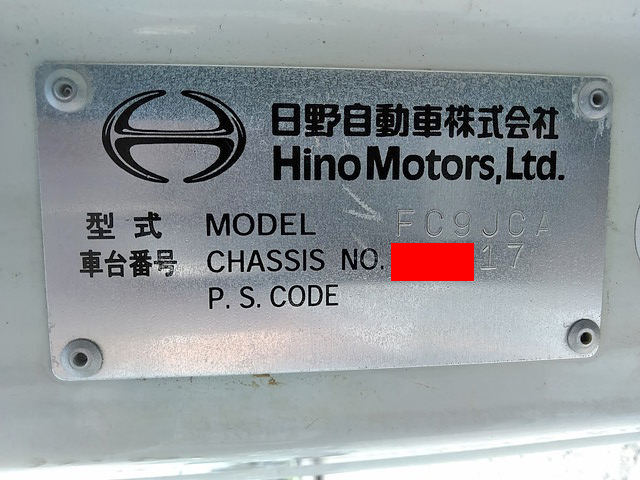 日野自動車株式会社
Hino Motors, Ltd.
型式 MODEL FC9JCA
車台番号 CHASSIS NO. 17
P. S. CODE